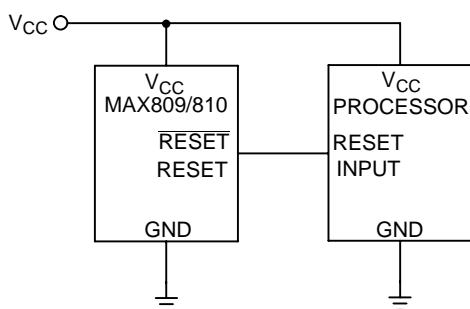 VCC
VCC
MAX809/810
RESET
RESET
GND
VCC
PROCESSOR
RESET
INPUT
GND